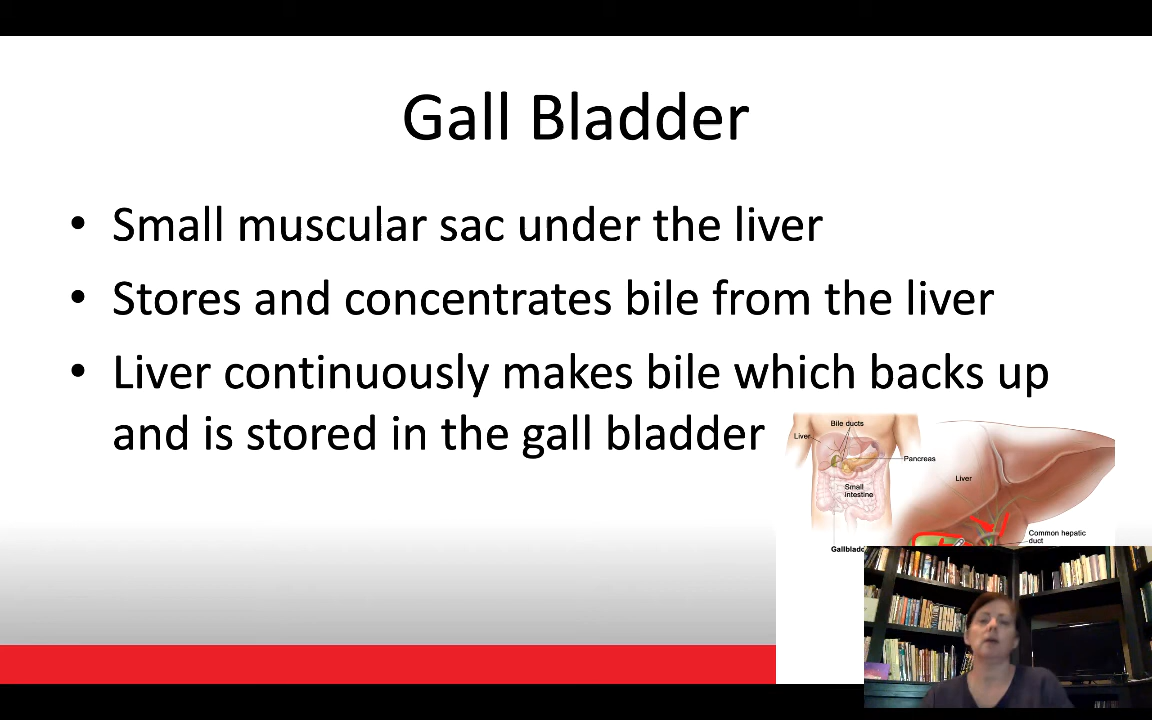 Gall Bladder
• Small muscular sac under the liver
• Stores and concentrates bile from the liver
• Liver continuously makes bile which backs up
and is stored in the gall bladder
Bile ducts
Liver
Pancreas
Small
intestine
Liver
Common hepatic
duct